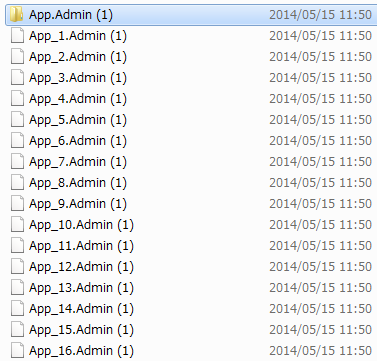 App.Admin (1) 2014/05/15 11:50
App_1.Admin (1) 2014/05/15 11:50
App_2.Admin (1) 2014/05/15 11:50
App_3.Admin (1) 2014/05/15 11:50
App_4.Admin (1) 2014/05/15 11:50
App_5.Admin (1) 2014/05/15 11:50
App_6.Admin (1) 2014/05/15 11:50
App_7.Admin (1) 2014/05/15 11:50
App_8.Admin (1) 2014/05/15 11:50
App_9.Admin (1) 2014/05/15 11:50
App_10.Admin (1) 2014/05/15 11:50
App_11.Admin (1) 2014/05/15 11:50
App_12.Admin (1) 2014/05/15 11:50
App_13.Admin (1) 2014/05/15 11:50
App_14.Admin (1) 2014/05/15 11:50
App_15.Admin (1) 2014/05/15 11:50
App_16.Admin (1) 2014/05/15 11:50